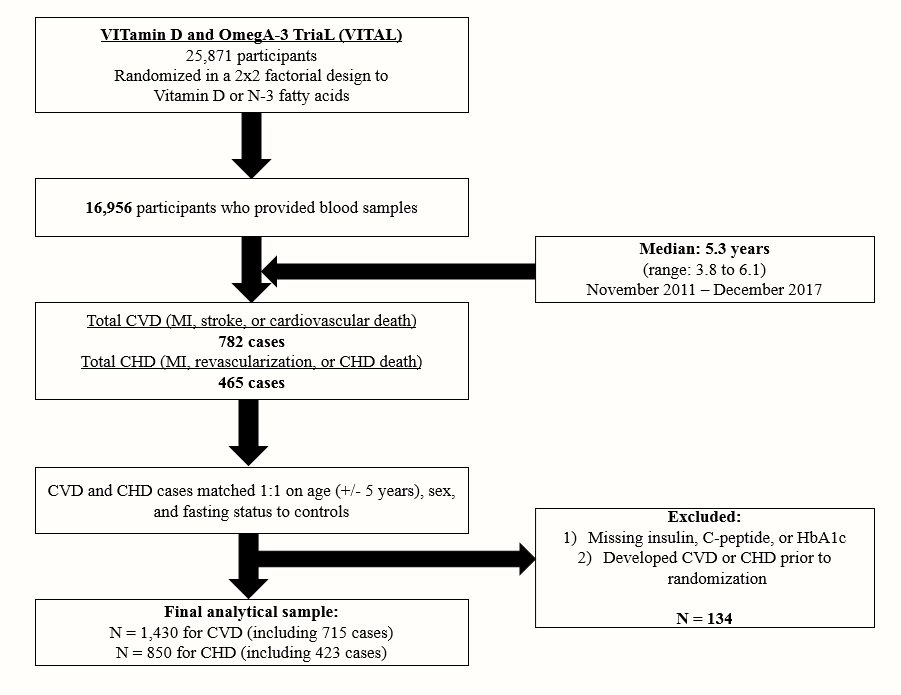 VITamin D and OmegA-3 TriaL (VITAL)
25,871 participants
Randomized in a 2x2 factorial design to
Vitamin D or N-3 fatty acids
16,956 participants who provided blood samples
Median: 5.3 years
(range: 3.8 to 6.1)
November 2011 – December 2017
Total CVD (MI, stroke, or cardiovascular death)
782 cases
Total CHD (MI, revascularization, or CHD death)
465 cases
CVD and CHD cases matched 1:1 on age (+/- 5 years), sex,
and fasting status to controls
Excluded:
1) Missing insulin, C-peptide, or HbA1c
2) Developed CVD or CHD prior to
randomization
N = 134
Final analytical sample:
N = 1,430 for CVD (including 715 cases)
N = 850 for CHD (including 423 cases)